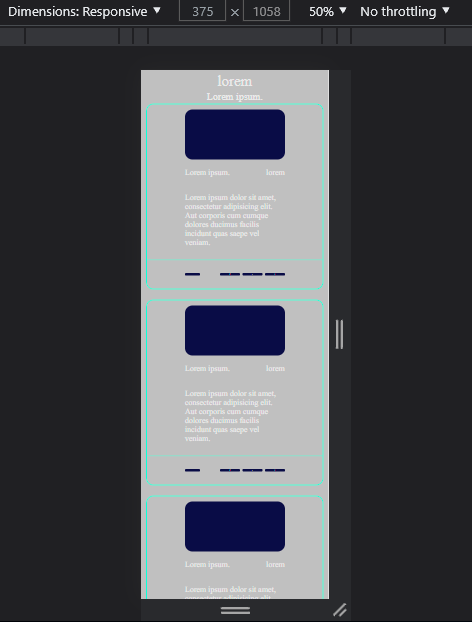 Dimensions: Responsive ▼ 375 × 1058 50% ▼ No throttling ▼
lorem
Lorem ipsum.
Lorem ipsum. lorem
Lorem ipsum dolor sit amet,
consectetur adipisicing elit.
Aut corporis cum cumque
dolores ducimus facilis
incidunt quas saepe vel
veniam.
Lorem ipsum. lorem
Lorem ipsum dolor sit amet,
consectetur adipisicing elit.
Aut corporis cum cumque
dolores ducimus facilis
incidunt quas saepe vel
veniam.
Lorem ipsum. lorem
Lorem ipsum dolor sit amet,
consectetur adipisicing elit.